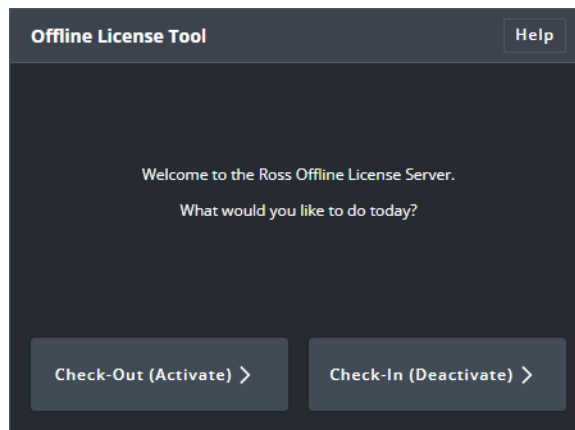 Offline License Tool
Help
Welcome to the Ross Offline License Server.
What would you like to do today?
Check-Out (Activate)
Check-In (Deactivate)